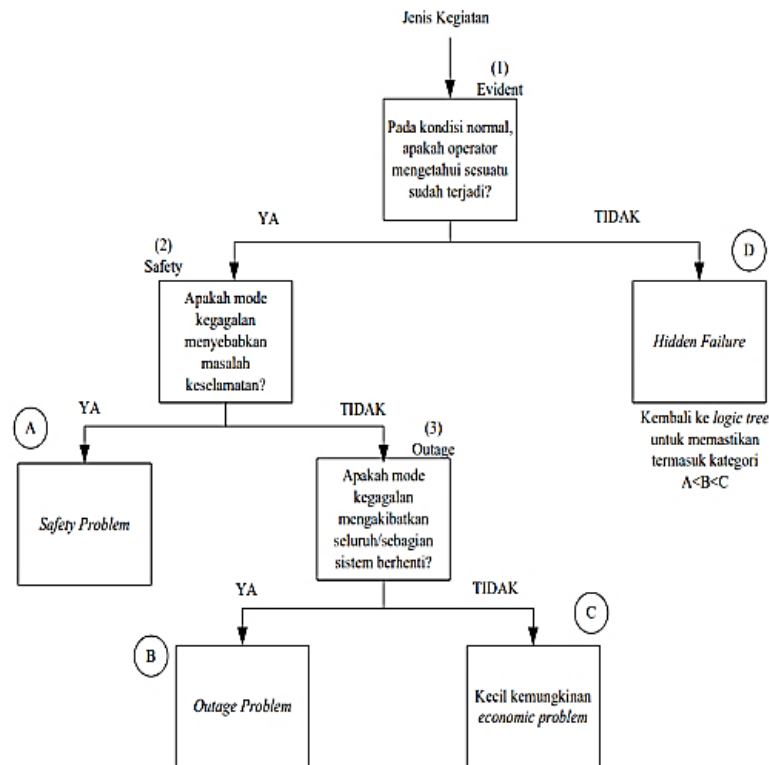 Jenis Kegiatan
(1)
Evident
Pada kondisi normal,
apakah operator
mengetahui sesuatu
sudah terjadi?
YA
TIDAK
(2)
Safety
D
Apakah mode
kegagalan
menyebabkan
masalah
keselamatan?
Hidden Failure
Kembali ke logic tree
untuk memastikan
termasuk kategori
A<B<C
YA
TIDAK
A
(3)
Outage
Safety Problem
Apakah mode
kegagalan
mengakibatkan
seluruh/sebagian
sistem berhenti?
YA
TIDAK
B
C
Outage Problem
Kecil kemungkinan
economic problem